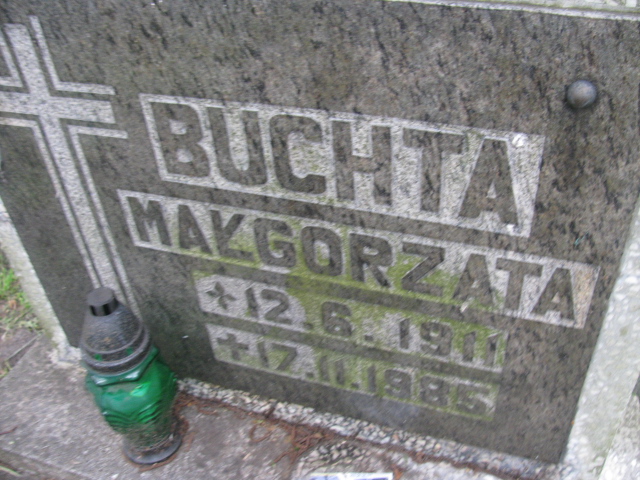 BUCHTA
MAŁGORZATA
* 12.6.1911
+ 17.11.1985